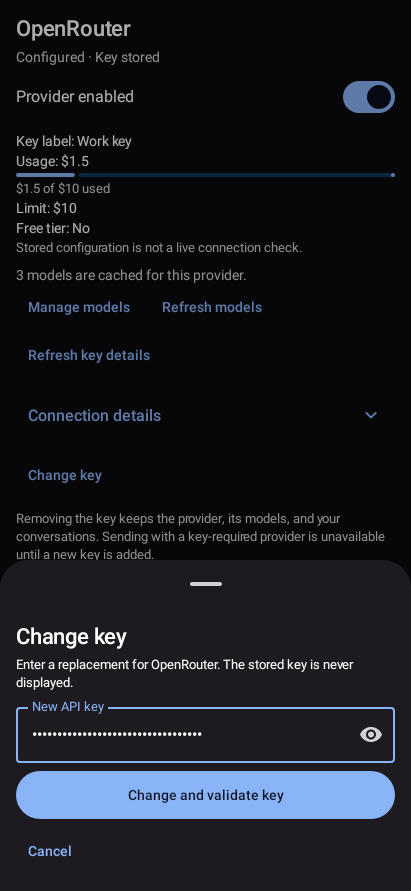 OpenRouter
Configured · Key stored
Provider enabled
Key label: Work key
Usage: $1.5
$1.5 of $10 used
Limit: $10
Free tier: No
Stored configuration is not a live connection check.
3 models are cached for this provider.
Manage models Refresh models
Refresh key details
Connection details
Change key
Removing the key keeps the provider, its models, and your
conversations. Sending with a key-required provider is unavailable
until a new key is added.
Change key
Enter a replacement for OpenRouter. The stored key is never
displayed.
New API key
••••••••••••••••••••••••••••••••••
Change and validate key
Cancel